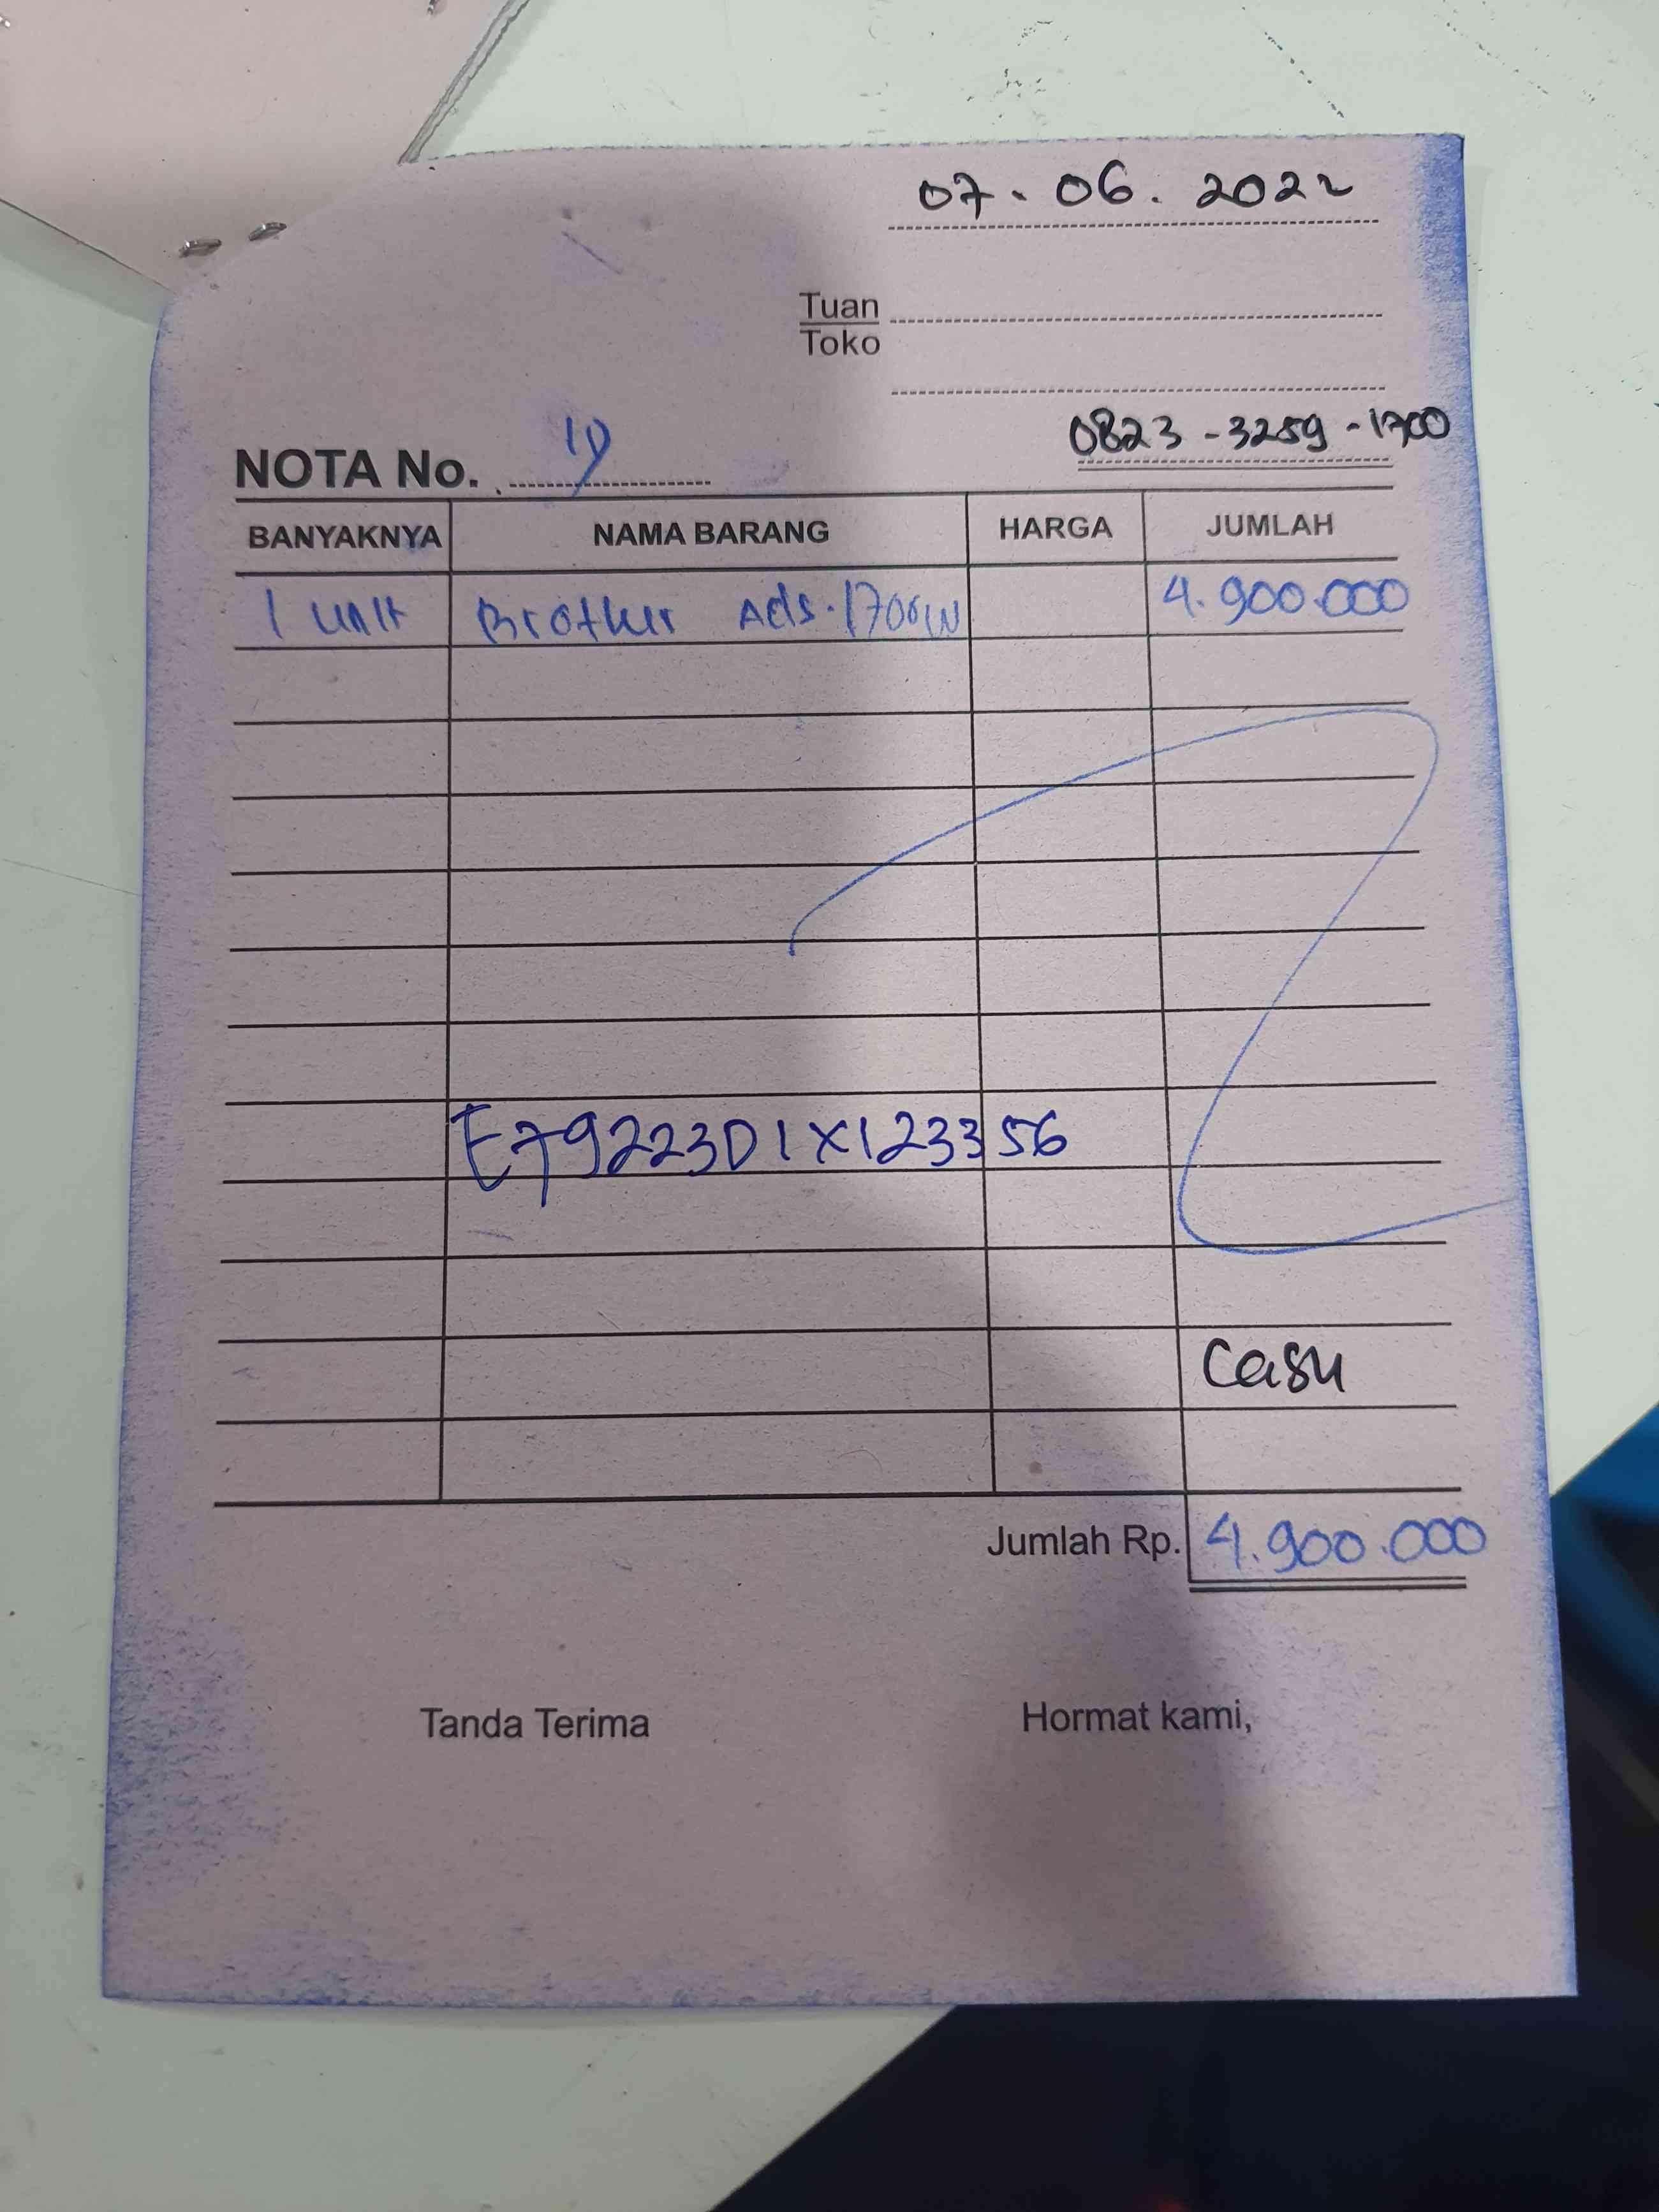 07.06.2022
Tuan
Toko
0823-3259-1700
NOTA No.
BANYAKNYA NAMA BARANG HARGA JUMLAH
1 unit Brother Ads.1700W 4.900.000
E79223D1X123356
Cash
Jumlah Rp. 4.900.000
Tanda Terima Hormat kami,